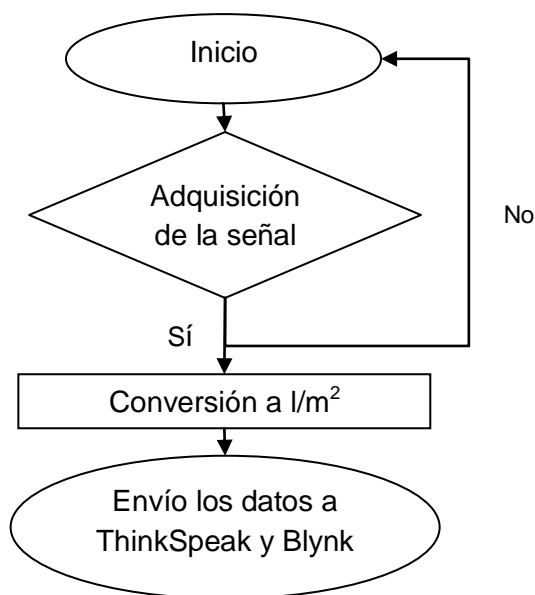 Inicio
Adquisición
de la señal
No
Sí
Conversión a l/m²
Envío los datos a
ThinkSpeak y Blynk